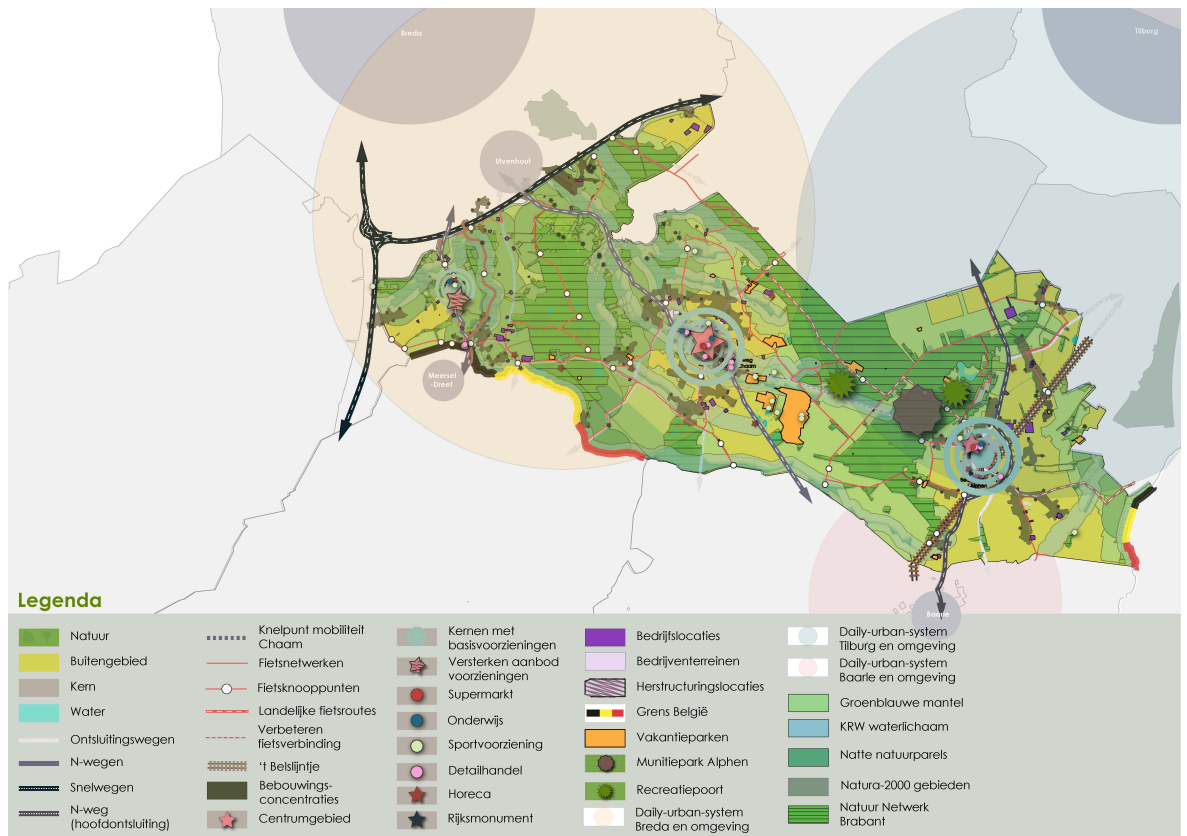 Breda
Tilburg
Ulvenhout
Meersel
-Dreef
weg
Chaam
Baarle
Legenda
Natuur
Buitengebied
Kern
Water
Ontsluitingswegen
N-wegen
Snelwegen
N-weg
(hoofdontsluiting)
Knelpunt mobiliteit
Chaam
Fietsnetwerken
Fietsknooppunten
Landelijke fietsroutes
Verbeteren
fietsverbinding
‘t Belslijntje
Bebouwings-
concentraties
Centrumgebied
Kernen met
basisvoorzieningen
Versterken aanbod
voorzieningen
Supermarkt
Onderwijs
Sportvoorziening
Detailhandel
Horeca
Rijksmonument
Bedrijfslocaties
Bedrijventerreinen
Herstructuringslocaties
Grens België
Vakantieparken
Munitiepark Alphen
Recreatiepoort
Daily-urban-system
Breda en omgeving
Daily-urban-system
Tilburg en omgeving
Daily-urban-system
Baarle en omgeving
Groenblauwe mantel
KRW waterlichaam
Natte natuurparels
Natura-2000 gebieden
Natuur Netwerk
Brabant